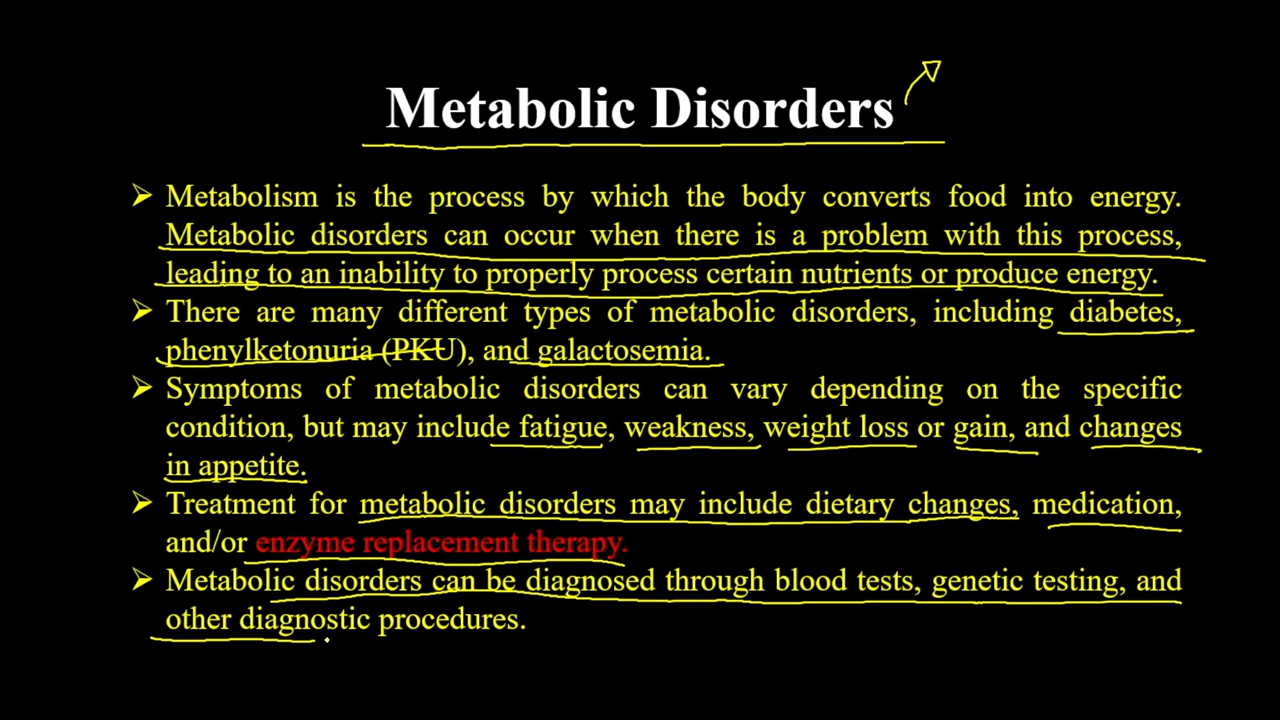 Metabolic Disorders
➢ Metabolism is the process by which the body converts food into energy.
Metabolic disorders can occur when there is a problem with this process,
leading to an inability to properly process certain nutrients or produce energy.
➢ There are many different types of metabolic disorders, including diabetes,
phenylketonuria (PKU), and galactosemia.
➢ Symptoms of metabolic disorders can vary depending on the specific
condition, but may include fatigue, weakness, weight loss or gain, and changes
in appetite.
➢ Treatment for metabolic disorders may include dietary changes, medication,
and/or enzyme replacement therapy.
➢ Metabolic disorders can be diagnosed through blood tests, genetic testing, and
other diagnostic procedures.